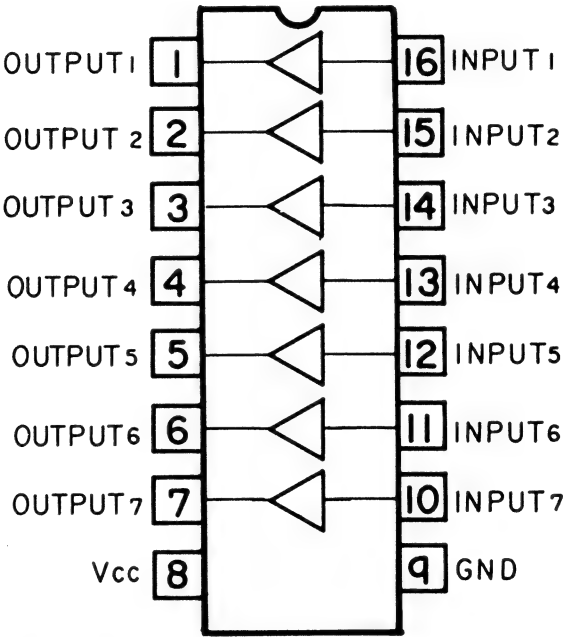 OUTPUT1 1 16 INPUT1
OUTPUT2 2 15 INPUT2
OUTPUT3 3 14 INPUT3
OUTPUT4 4 13 INPUT4
OUTPUT5 5 12 INPUT5
OUTPUT6 6 11 INPUT6
OUTPUT7 7 10 INPUT7
Vcc 8 9 GND